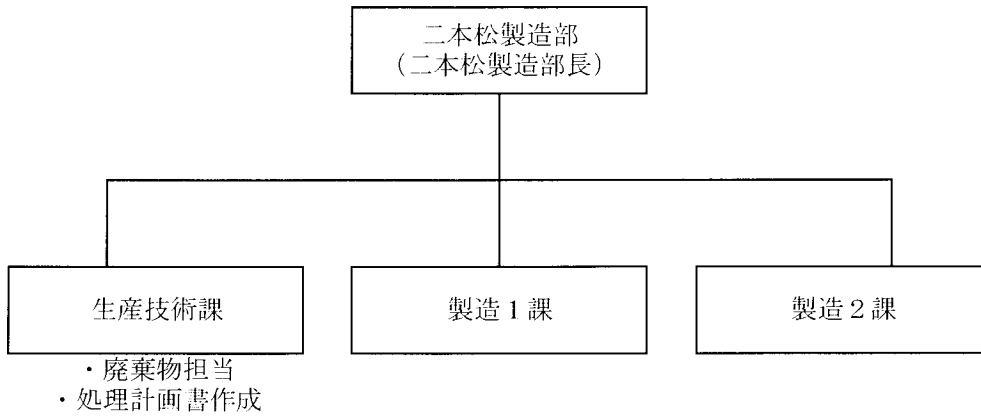 二本松製造部
（二本松製造部長）
生産技術課
製造１課
製造２課
・廃棄物担当
・処理計画書作成